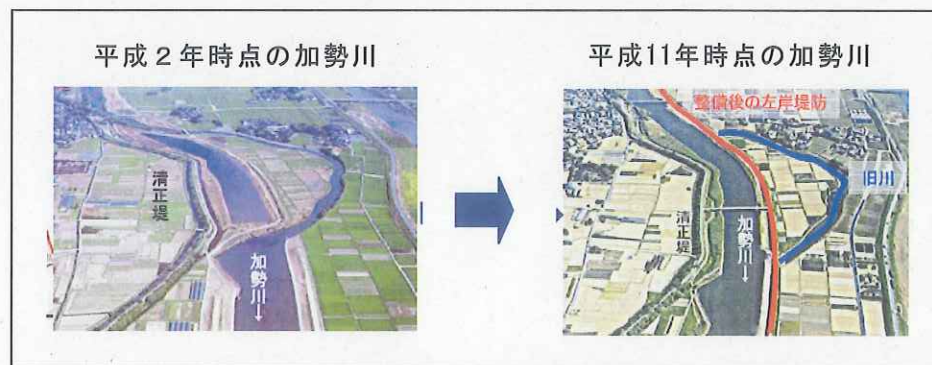 平成２年時点の加勢川
清正堤
加勢川↓
平成11年時点の加勢川
整備後の左岸堤防
旧川
清正堤
加勢川↓